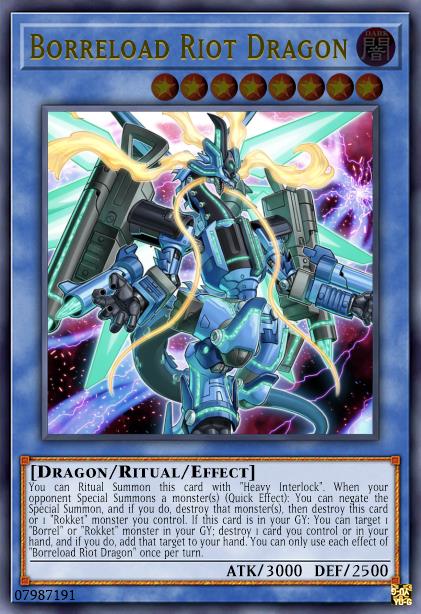 BORRELOAD RIOT DRAGON
DARK
闇
[DRAGON/RITUAL/EFFECT]
You can Ritual Summon this card with "Heavy Interlock". When your
opponent Special Summons a monster(s) (Quick Effect): You can negate the
Special Summon, and if you do, destroy that monster(s), then destroy this card
or 1 "Rokket" monster you control. If this card is in your GY: You can target 1
"Borrel" or "Rokket" monster in your GY; destroy 1 card you control or in your
hand, and if you do, add that target to your hand. You can only use each effect of
"Borreload Riot Dragon" once per turn.
ATK/3000 DEF/2500
07987191